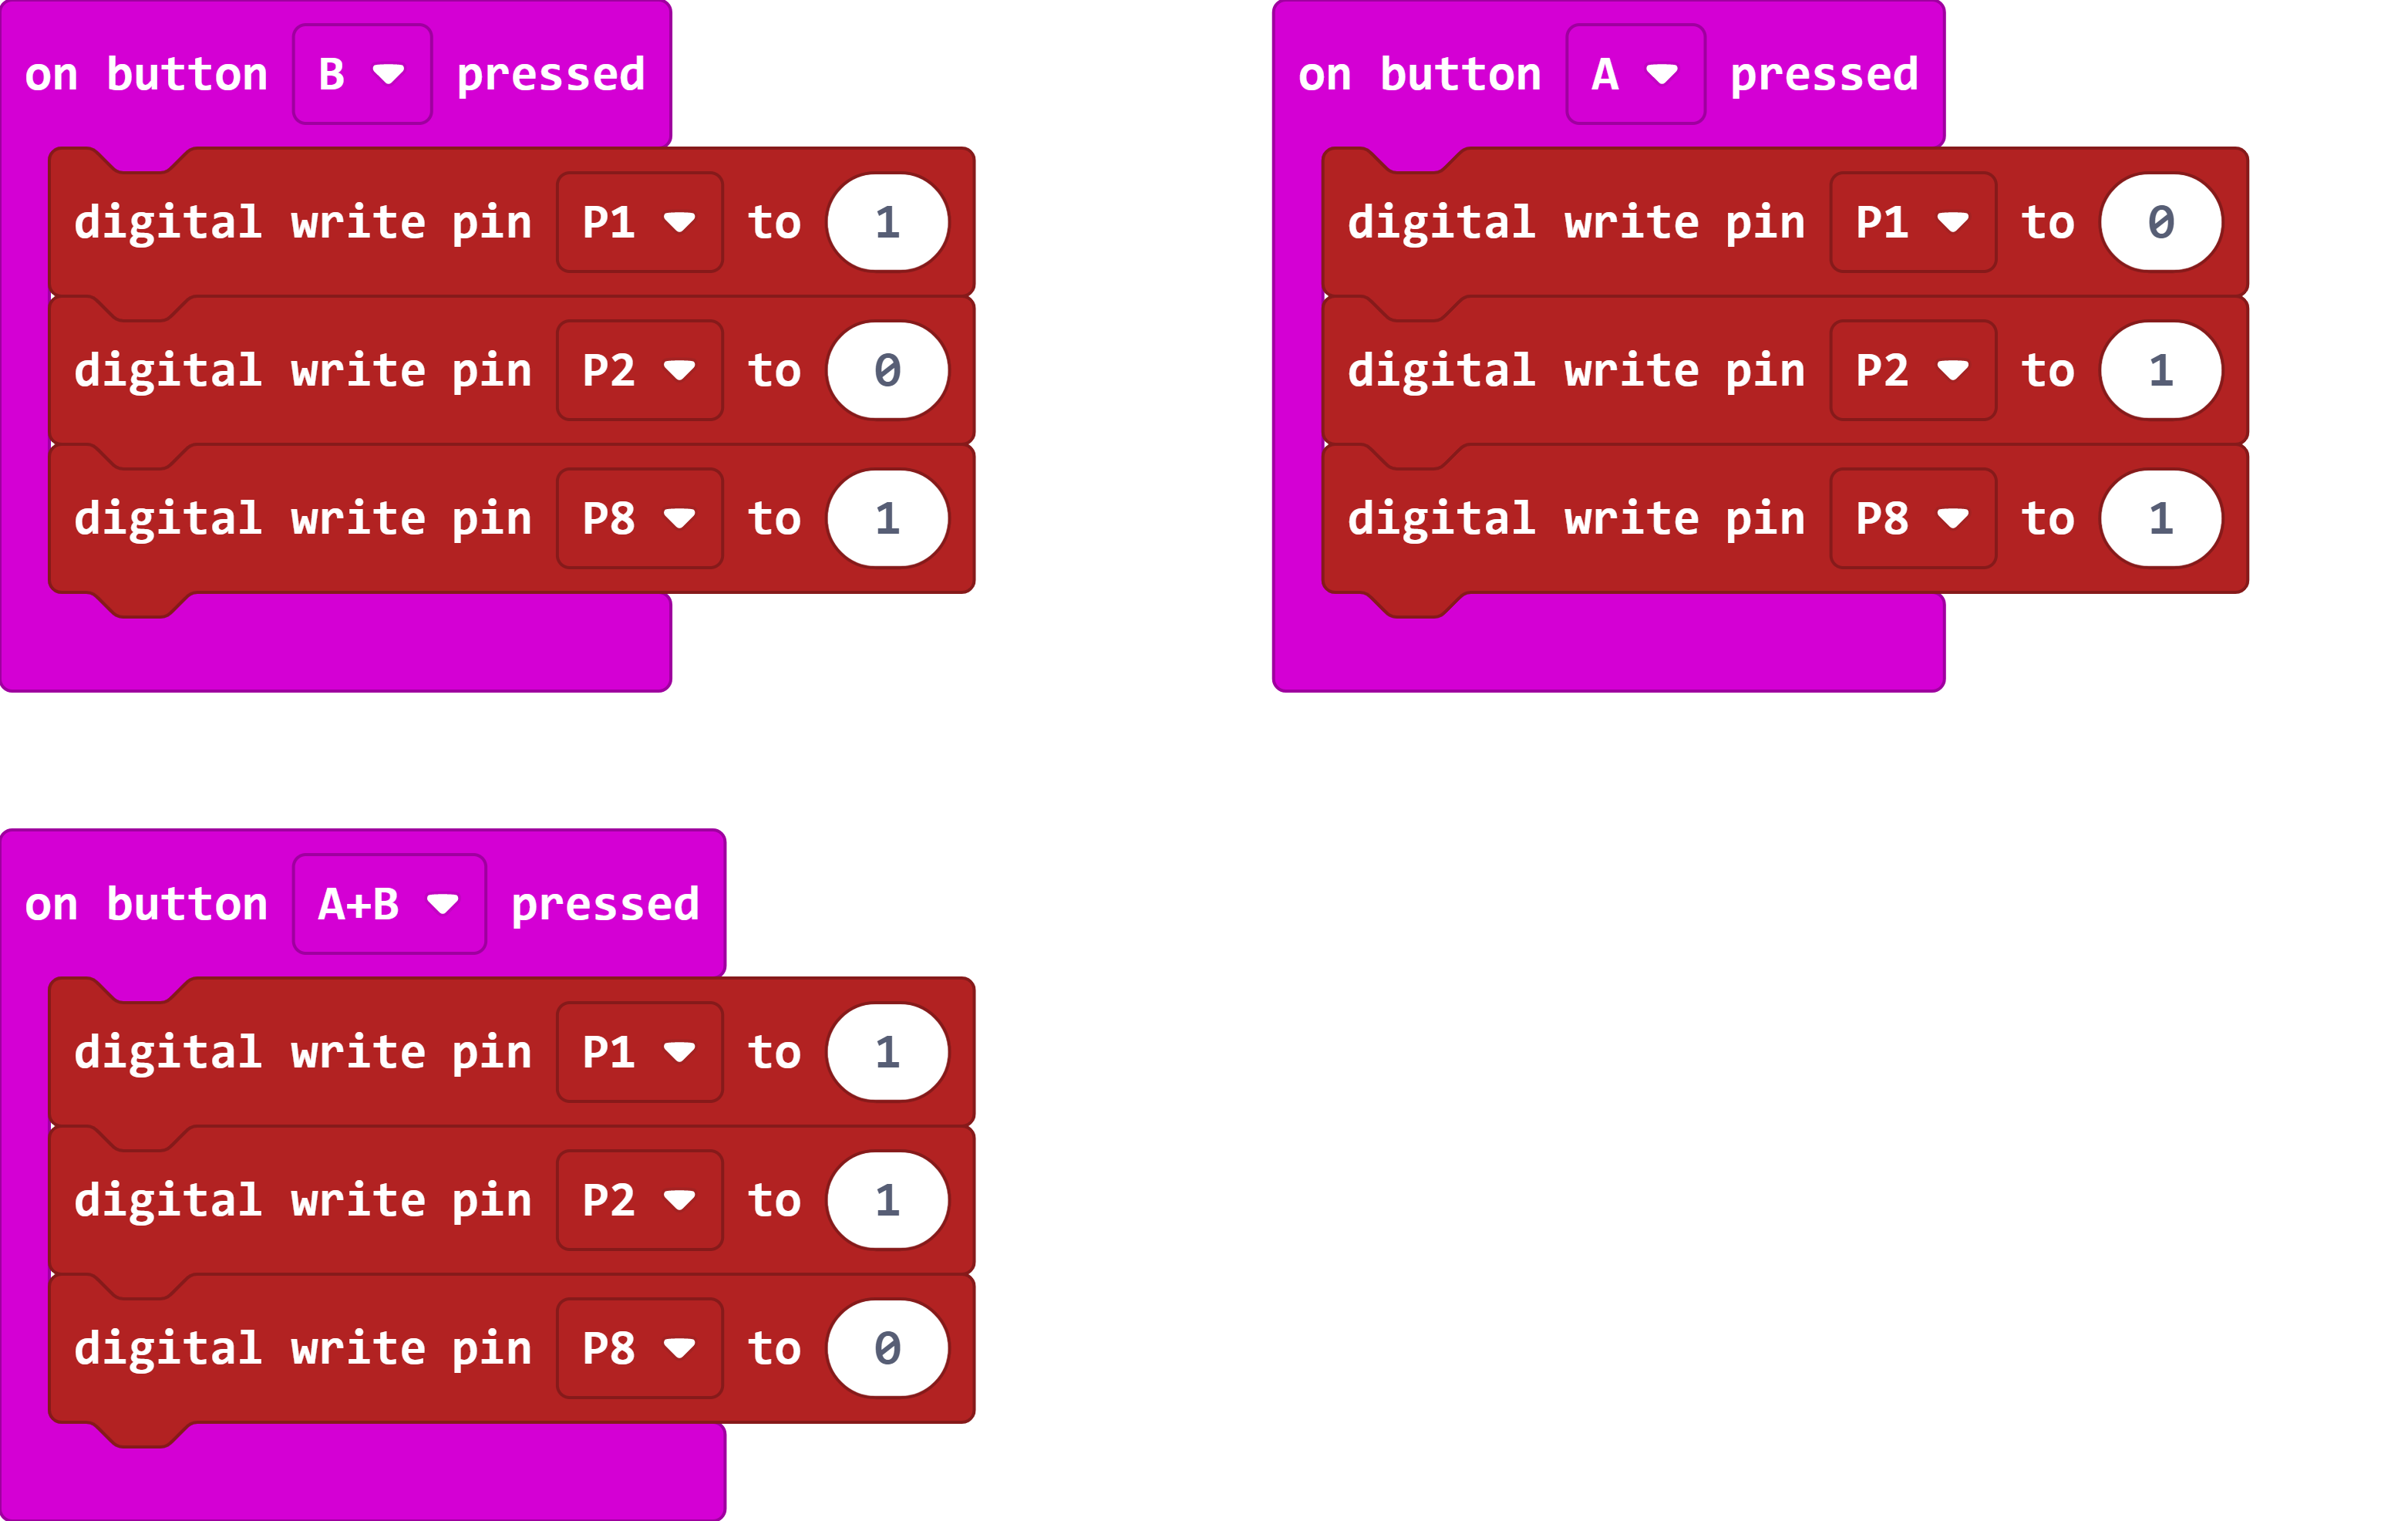 on button B pressed
digital write pin P1 to 1
digital write pin P2 to 0
digital write pin P8 to 1
on button A pressed
digital write pin P1 to 0
digital write pin P2 to 1
digital write pin P8 to 1
on button A+B pressed
digital write pin P1 to 1
digital write pin P2 to 1
digital write pin P8 to 0